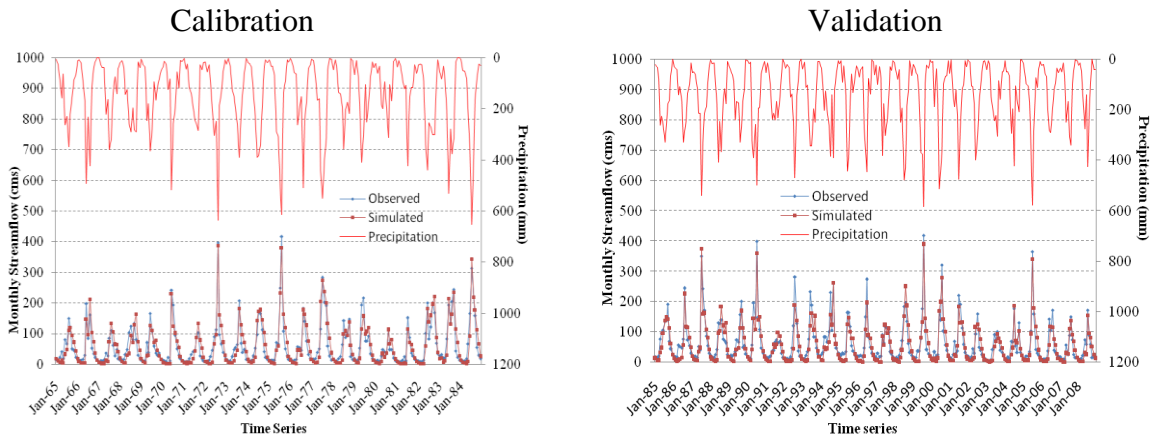 Calibration
Monthly Streamflow (cms)
1000
900
800
700
600
500
400
300
200
100
0
Observed
Simulated
Precipitation
0
200
400
600
800
1000
1200
Precipitation (mm)
Jan-65
Jan-66
Jan-67
Jan-68
Jan-69
Jan-70
Jan-71
Jan-72
Jan-73
Jan-74
Jan-75
Jan-76
Jan-77
Jan-78
Jan-79
Jan-80
Jan-81
Jan-82
Jan-83
Jan-84
Time Series
Validation
Monthly Streamflow (cms)
1000
900
800
700
600
500
400
300
200
100
0
Observed
Simulated
Precipitation
0
200
400
600
800
1000
1200
Precipitation (mm)
Jan-85
Jan-86
Jan-87
Jan-88
Jan-89
Jan-90
Jan-91
Jan-92
Jan-93
Jan-94
Jan-95
Jan-96
Jan-97
Jan-98
Jan-99
Jan-00
Jan-01
Jan-02
Jan-03
Jan-04
Jan-05
Jan-06
Jan-07
Jan-08
Time series